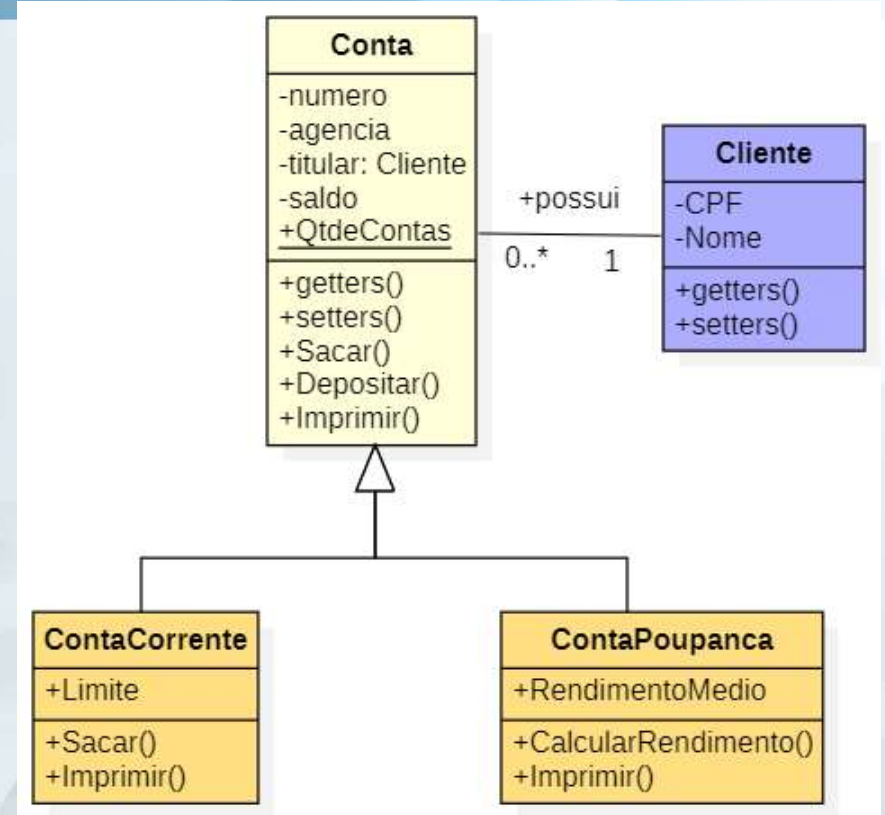 Conta
-numero
-agencia
-titular: Cliente
-saldo
+QtdeContas
+getters()
+setters()
+Sacar()
+Depositar()
+Imprimir()
+possui
0..*
1
Cliente
-CPF
-Nome
+getters()
+setters()
ContaCorrente
+Limite
+Sacar()
+Imprimir()
ContaPoupanca
+RendimentoMedio
+CalcularRendimento()
+Imprimir()